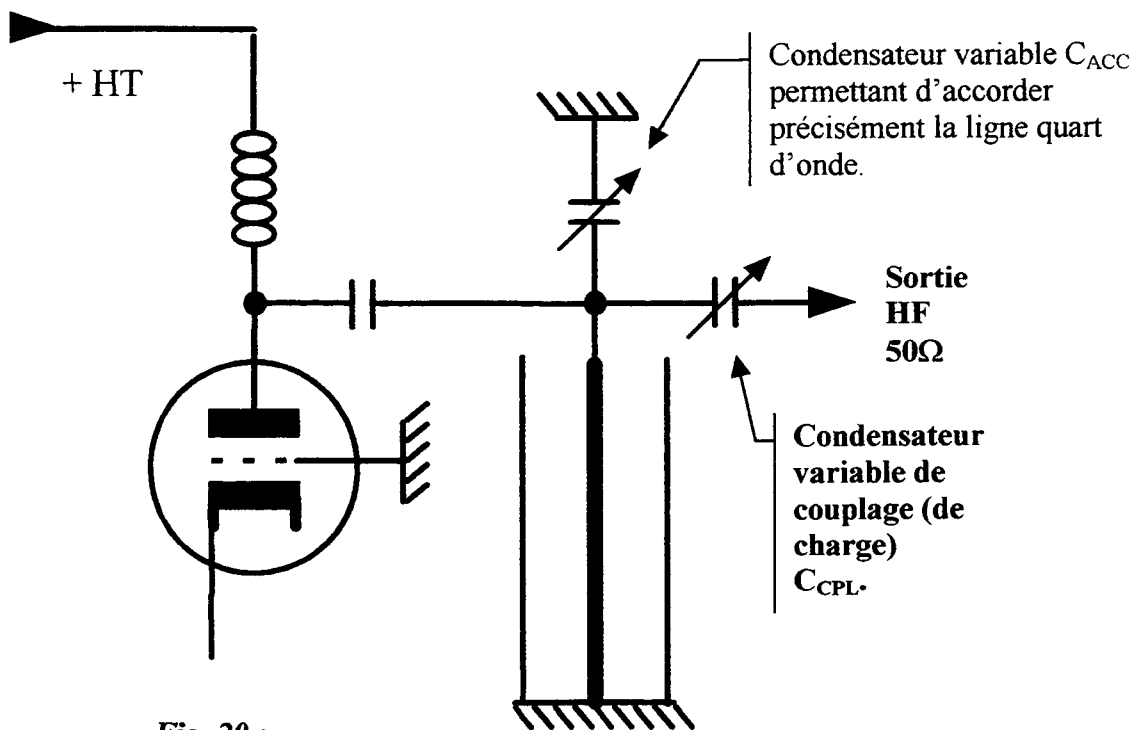 + HT
Condensateur variable C_ACC
permettant d'accorder
précisément la ligne quart
d'onde.
Sortie
HF
50Ω
Condensateur
variable de
couplage (de
charge)
C_CPL.